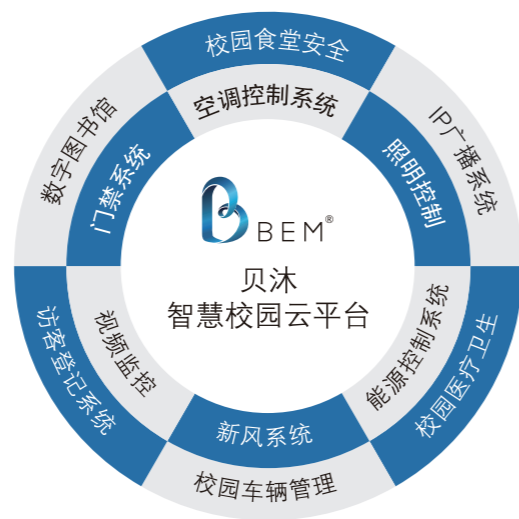 校园食堂安全
IP广播系统
校园医疗卫生
校园车辆管理
访客登记系统
数字图书馆
空调控制系统
照明控制
能源控制系统
新风系统
视频监控
门禁系统
BEM®
贝沐
智慧校园云平台